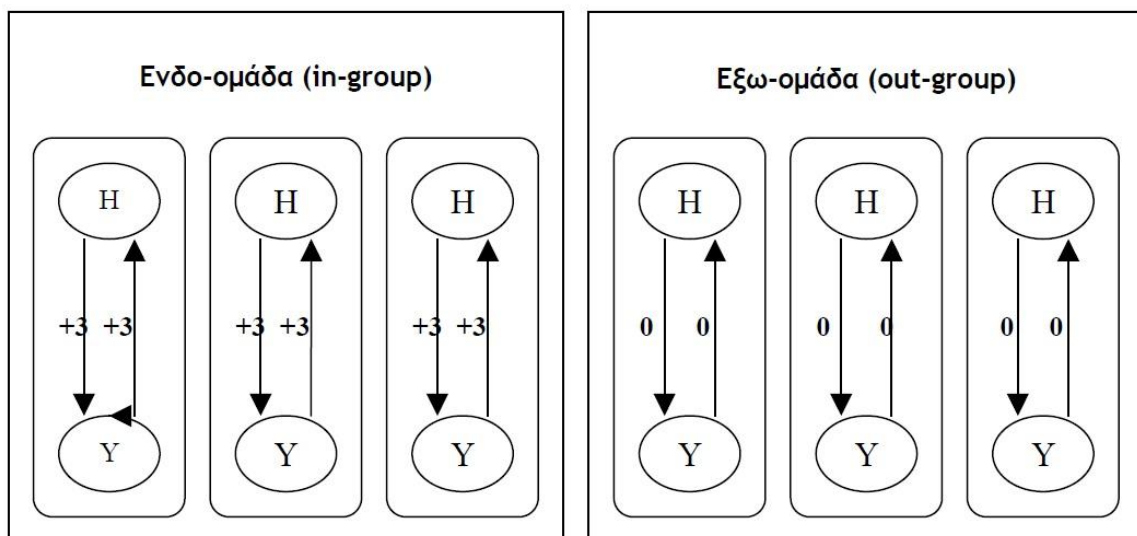 Ενδο-ομάδα (in-group)
Εξω-ομάδα (out-group)
H H H H H H
+3 +3 +3 +3 +3 +3 0 0 0 0 0 0
Y Y Y Y Y Y